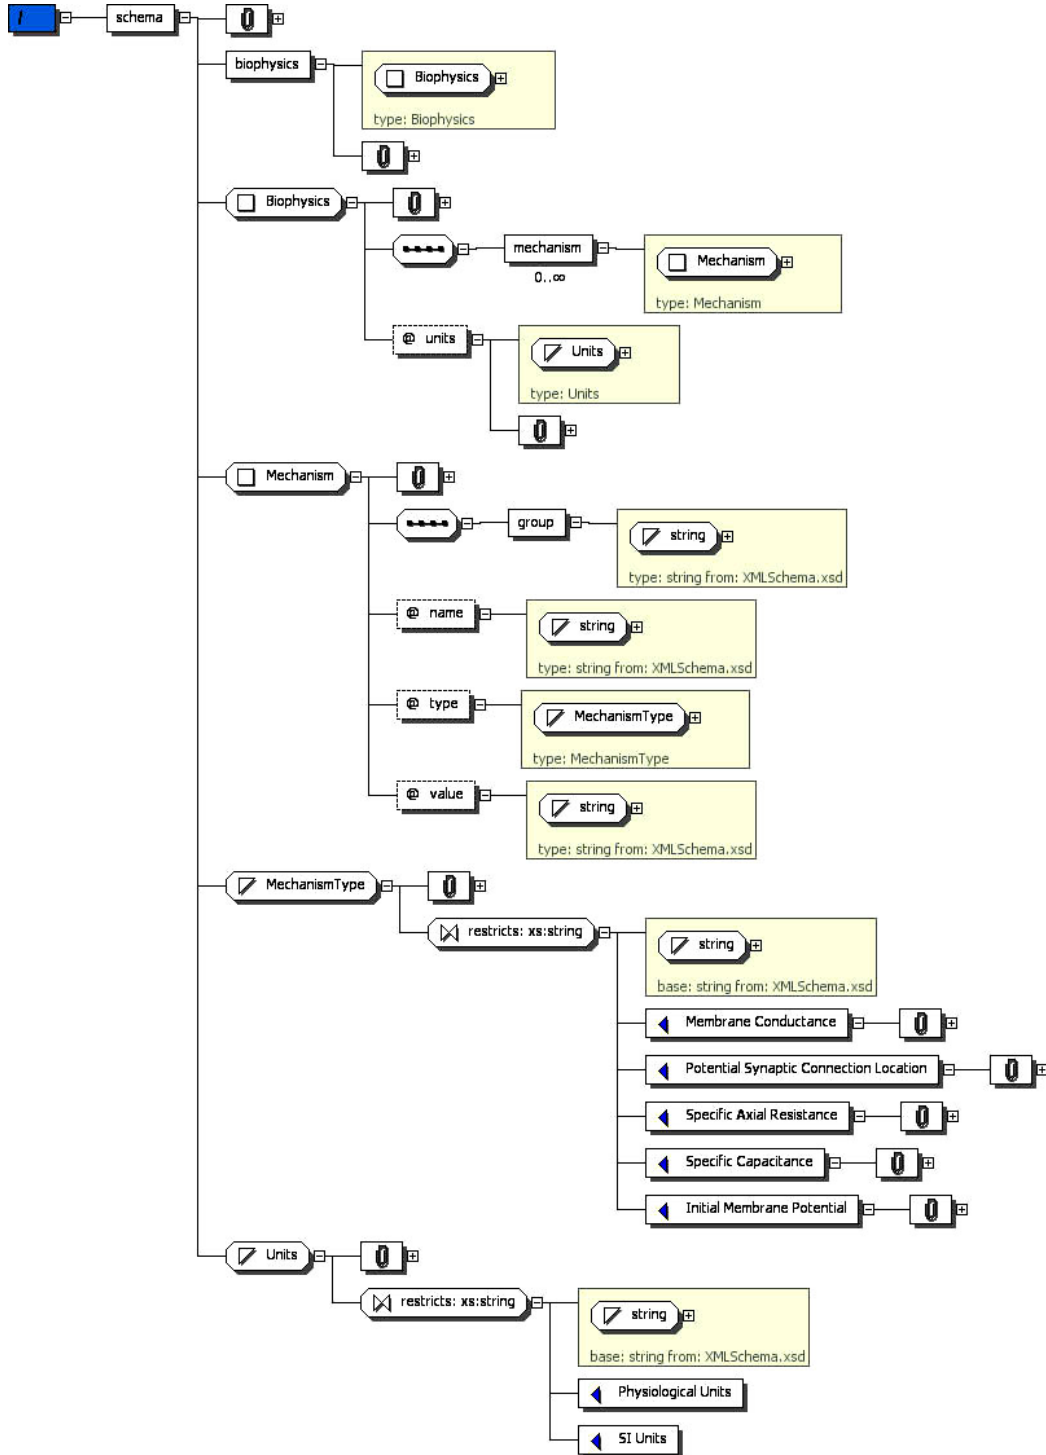 /
schema
biophysics
Biophysics
type: Biophysics
Biophysics
mechanism
0..∞
Mechanism
type: Mechanism
@ units
Units
type: Units
Mechanism
group
string
type: string from: XMLSchema.xsd
@ name
string
type: string from: XMLSchema.xsd
@ type
MechanismType
type: MechanismType
@ value
string
type: string from: XMLSchema.xsd
MechanismType
restricts: xs:string
string
base: string from: XMLSchema.xsd
Membrane Conductance
Potential Synaptic Connection Location
Specific Axial Resistance
Specific Capacitance
Initial Membrane Potential
Units
restricts: xs:string
string
base: string from: XMLSchema.xsd
Physiological Units
SI Units